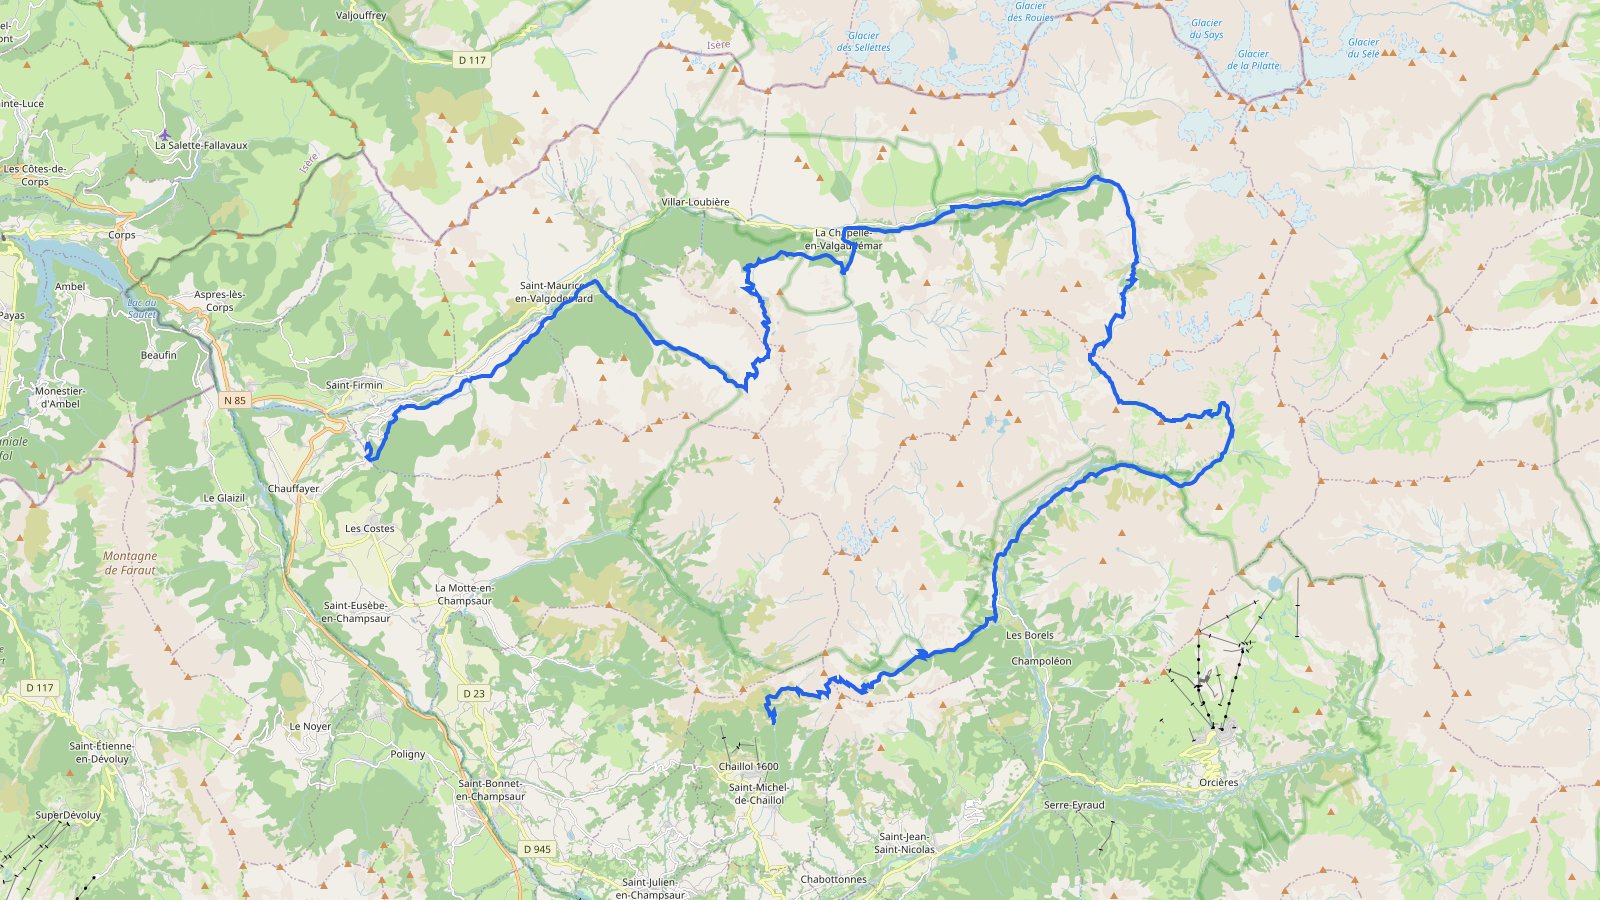 Valjouffrey
Glacier
des Rouies
Glacier
du Says
Glacier
des Sellettes
Isère
D 117
Glacier
du Sélé
Glacier
de la Pilatte
inte-Luce
La Salette-Fallavaux
Isère
Les Côtes-de-
Corps
Villar-Loubière
Corps
La Chapelle-
en-Valgaudémar
Ambel
Saint-Maurice-
en-Valgodemard
Aspres-lès-
Corps
Lac du
Sautet
Payas
Beaufin
Saint-Firmin
Monestier-
d'Ambel
N 85
Chauffayer
Le Glaizil
Les Costes
Montagne
de Faraut
La Motte-en-
Champsaur
Saint-Eusèbe-
en-Champsaur
Les Borels
Champoléon
D 117
D 23
Le Noyer
Saint-Étienne-
en-Dévoluy
Poligny
Chaillol 1600
Saint-Bonnet-
en-Champsaur
Saint-Michel-
de-Chaillol
Orcières
Serre-Eyraud
SuperDévoluy
D 945
Saint-Jean-
Saint-Nicolas
Saint-Julien-
en-Champsaur
Chabottonnes